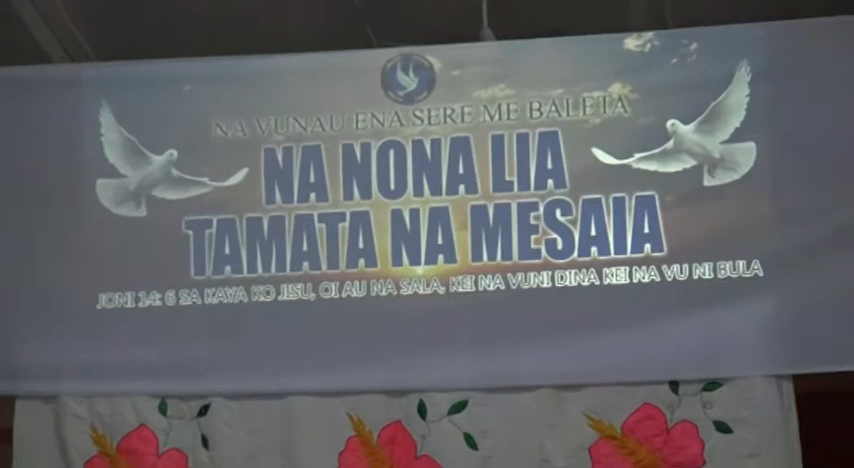 NA VUNAU ENA SERE ME BALETA
NA NONA LIA
TAMATA NA MESAIA
JONI 14: 6 SA KAYA KO JISU, OI AU NA SALA, KEI NA VUNI DINA KEI NA VU NI BULA